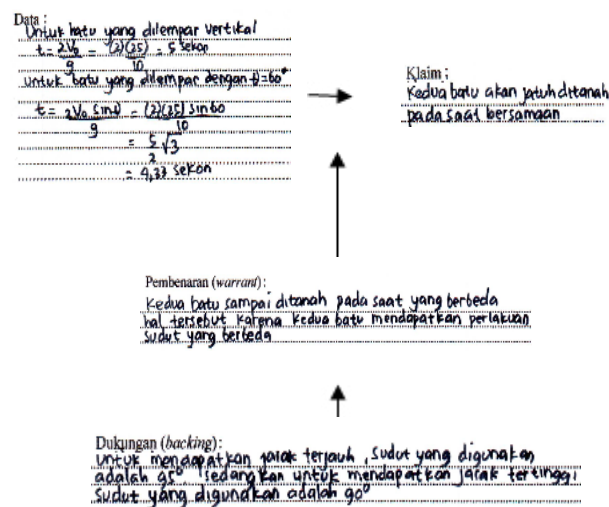 Data :
Untuk batu yang dilempar vertikal
t = 2V₀/g = (2)(25)/10 = 5 sekon
untuk batu yang dilempar dengan θ=60°
t = 2V₀ sinθ/g = (2)(25) sin60/10
= 5/2 √3
= 4,33 sekon
Klaim :
Kedua batu akan jatuh ditanah
pada saat bersamaan
Pembenaran (warrant) :
Kedua batu sampai ditanah pada saat yang berbeda
hal tersebut karena kedua batu mendapatkan perlakuan
sudut yang berbeda
Dukungan (backing) :
untuk mendapatkan jarak terjauh, sudut yang digunakan
adalah 45° sedangkan untuk mendapatkan jarak tertinggi
sudut yang digunakan adalah 90°